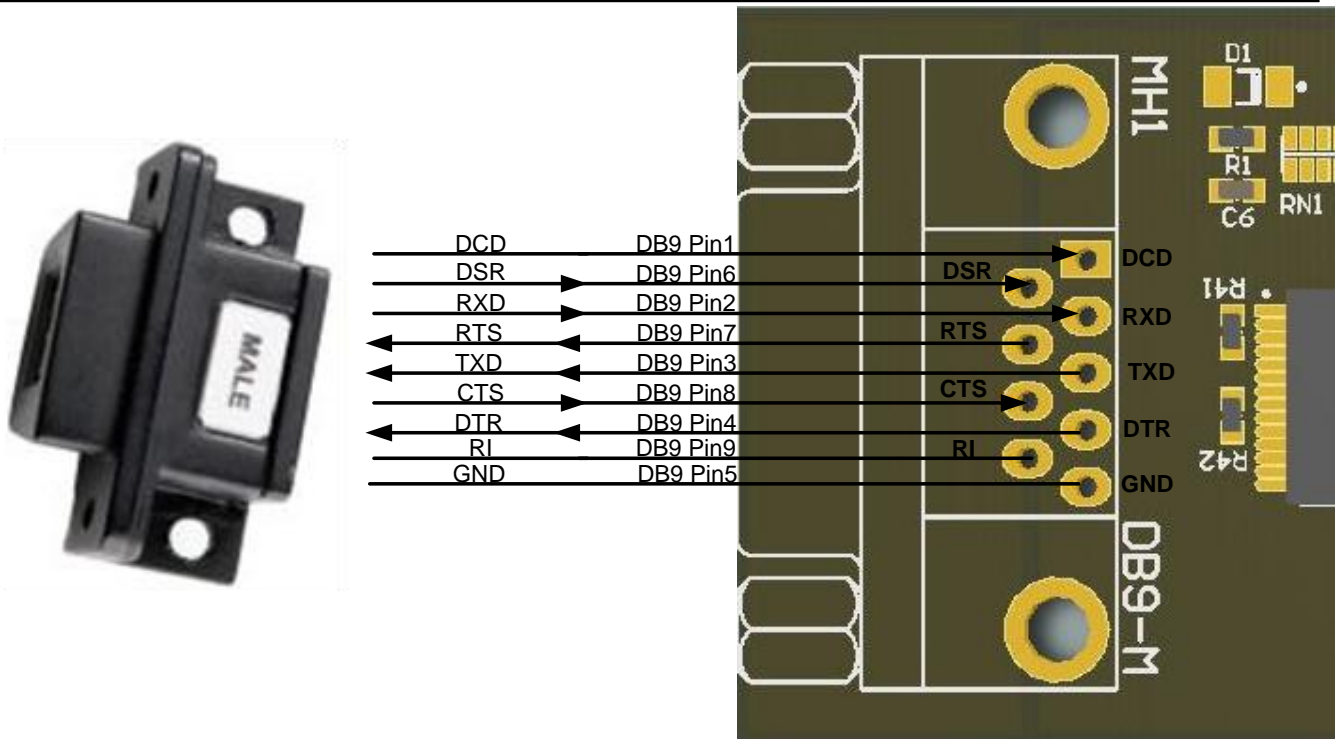 MALE
DCD DB9 Pin1
DSR DB9 Pin6
RXD DB9 Pin2
RTS DB9 Pin7
TXD DB9 Pin3
CTS DB9 Pin8
DTR DB9 Pin4
RI DB9 Pin9
GND DB9 Pin5
DSR
RTS
CTS
RI
DCD
RXD
TXD
DTR
GND
MH1
DB9-M
D1
R1
C6
RN1
R41
R42